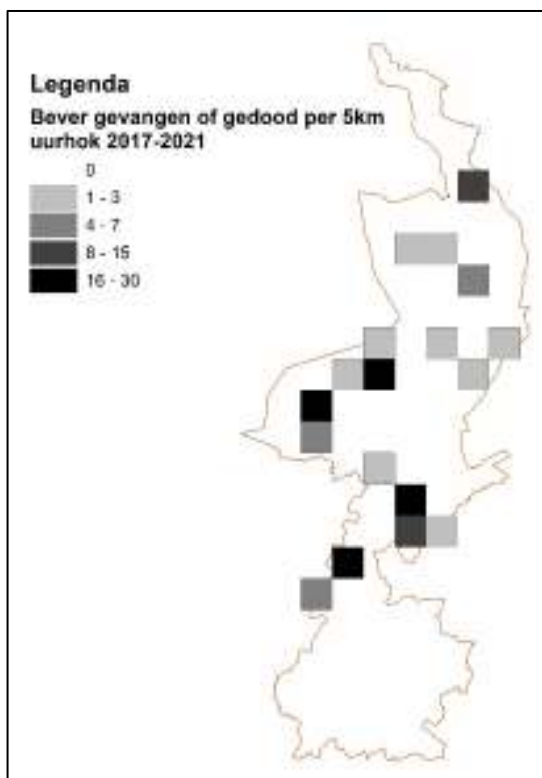 Legenda
Bever gevangen of gedood per 5km
uurhok 2017-2021
0
1 - 3
4 - 7
8 - 15
16 - 30